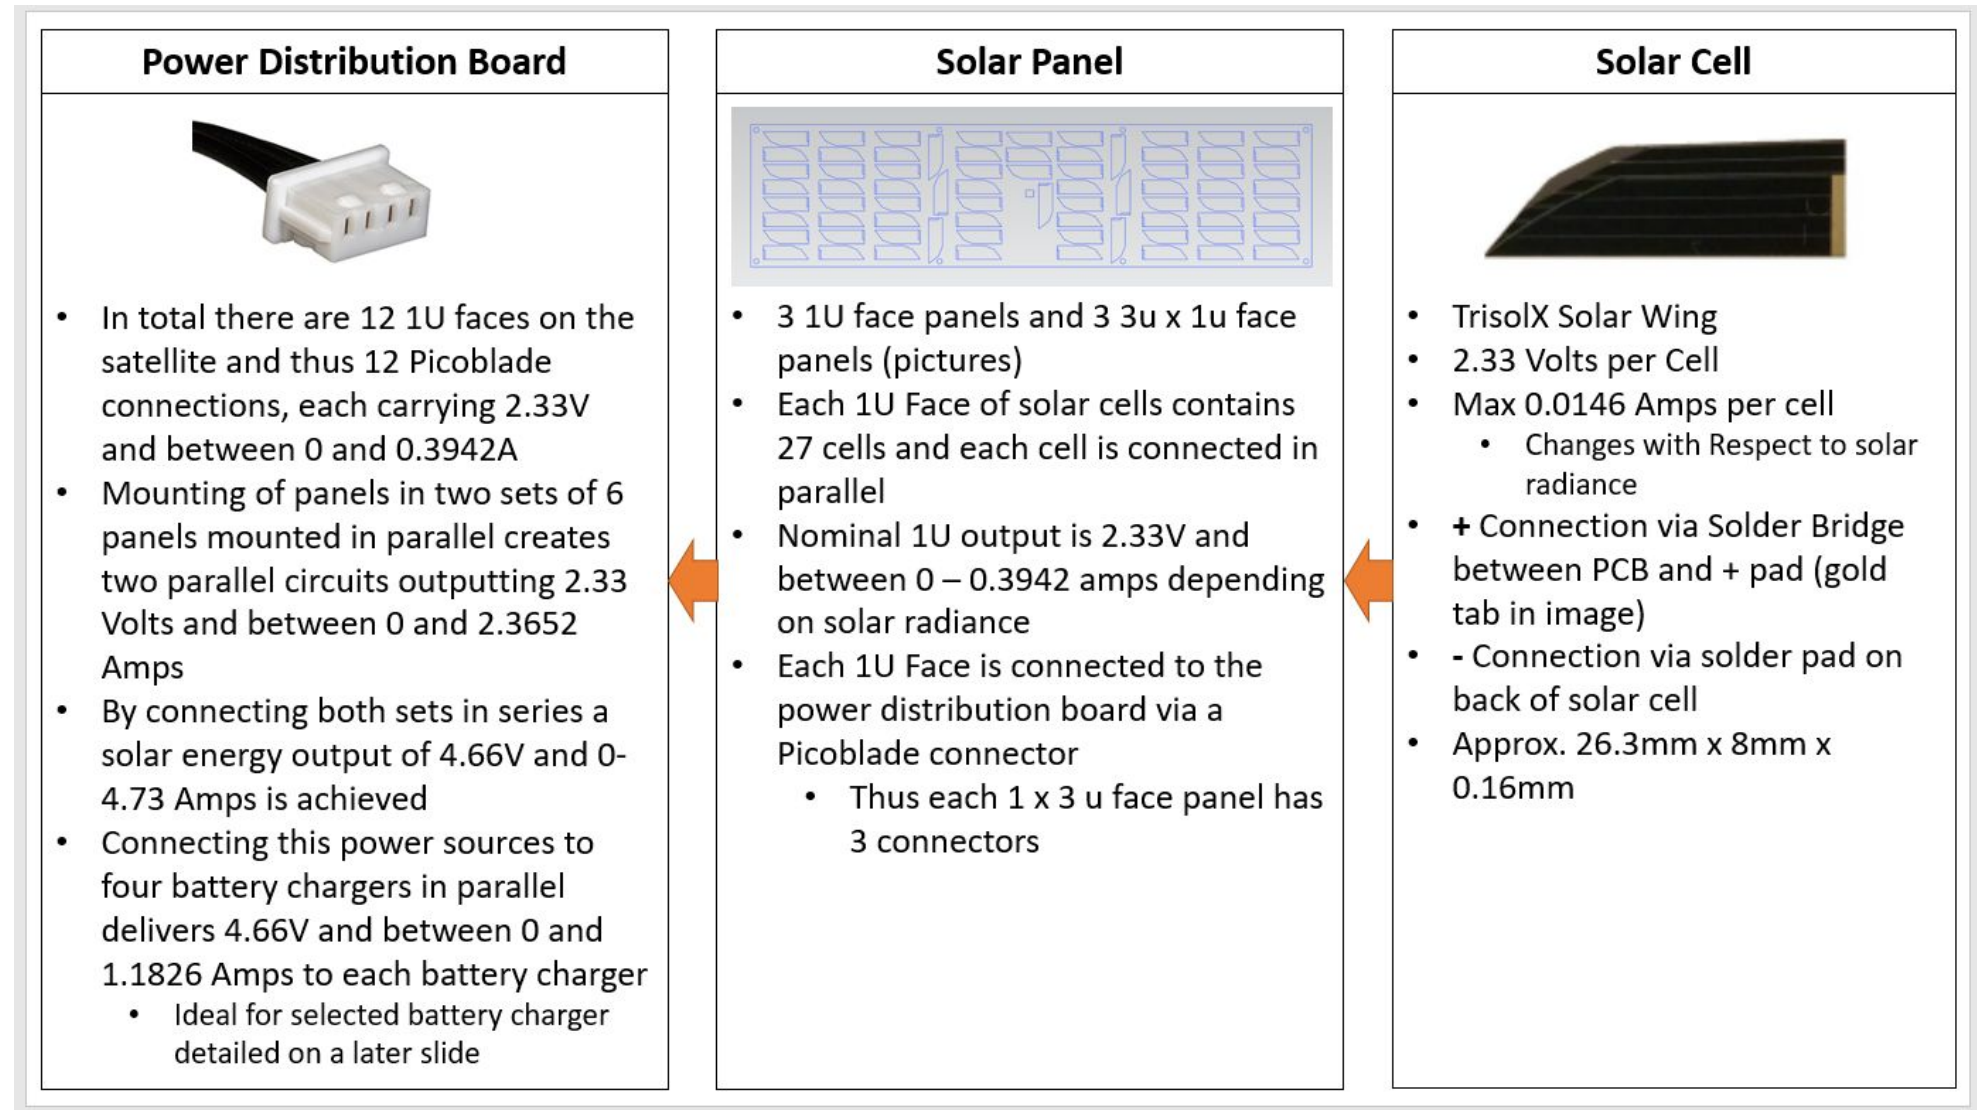 Power Distribution Board
• In total there are 12 1U faces on the
satellite and thus 12 Picoblade
connections, each carrying 2.33V
and between 0 and 0.3942A
• Mounting of panels in two sets of 6
panels mounted in parallel creates
two parallel circuits outputting 2.33
Volts and between 0 and 2.3652
Amps
• By connecting both sets in series a
solar energy output of 4.66V and 0-
4.73 Amps is achieved
• Connecting this power sources to
four battery chargers in parallel
delivers 4.66V and between 0 and
1.1826 Amps to each battery charger
• Ideal for selected battery charger
detailed on a later slide
Solar Panel
• 3 1U face panels and 3 3u x 1u face
panels (pictures)
• Each 1U Face of solar cells contains
27 cells and each cell is connected in
parallel
• Nominal 1U output is 2.33V and
between 0 – 0.3942 amps depending
on solar radiance
• Each 1U Face is connected to the
power distribution board via a
Picoblade connector
• Thus each 1 x 3 u face panel has
3 connectors
Solar Cell
• TrisolX Solar Wing
• 2.33 Volts per Cell
• Max 0.0146 Amps per cell
• Changes with Respect to solar
radiance
• + Connection via Solder Bridge
between PCB and + pad (gold
tab in image)
• - Connection via solder pad on
back of solar cell
• Approx. 26.3mm x 8mm x
0.16mm